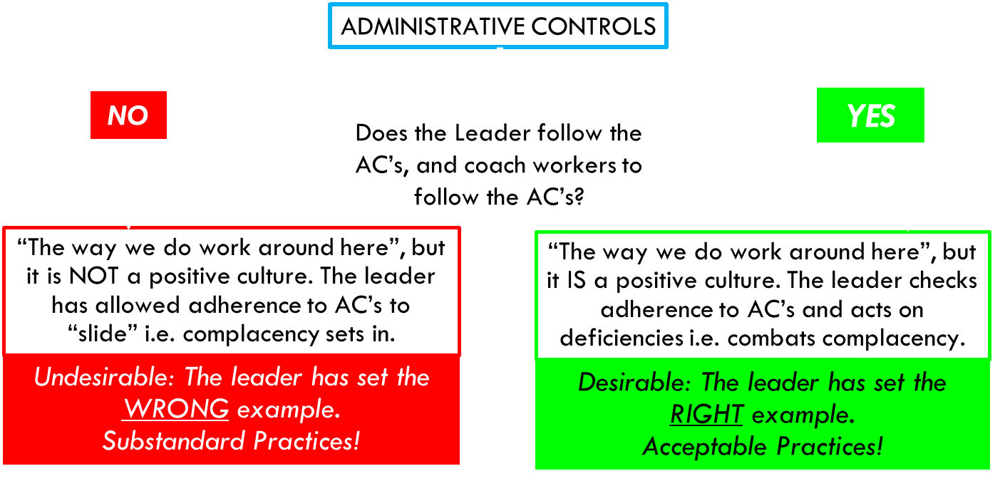 ADMINISTRATIVE CONTROLS
NO
YES
Does the Leader follow the
AC’s, and coach workers to
follow the AC’s?
“The way we do work around here”, but
it is NOT a positive culture. The leader
has allowed adherence to AC’s to
“slide” i.e. complacency sets in.
Undesirable: The leader has set the
WRONG example.
Substandard Practices!
“The way we do work around here”, but
it IS a positive culture. The leader checks
adherence to AC’s and acts on
deficiencies i.e. combats complacency.
Desirable: The leader has set the
RIGHT example.
Acceptable Practices!